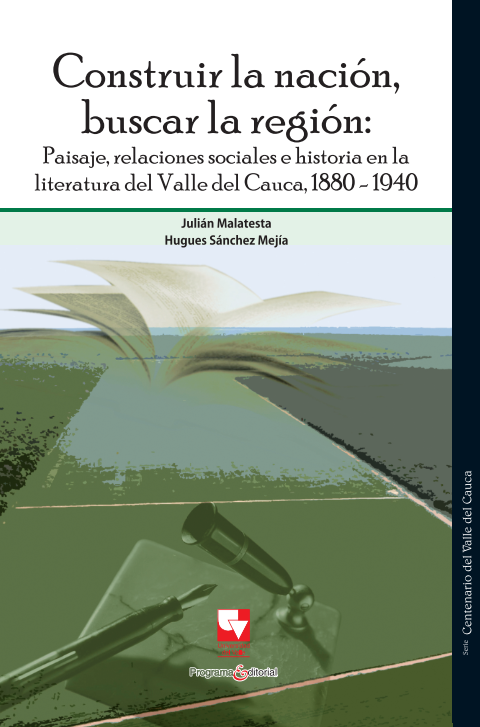 Construir la nación,
buscar la región:
Paisaje, relaciones sociales e historia en la
literatura del Valle del Cauca, 1880 - 1940
Julián Malatesta
Hugues Sánchez Mejía
Programa Editorial
Serie Centenario del Valle del Cauca